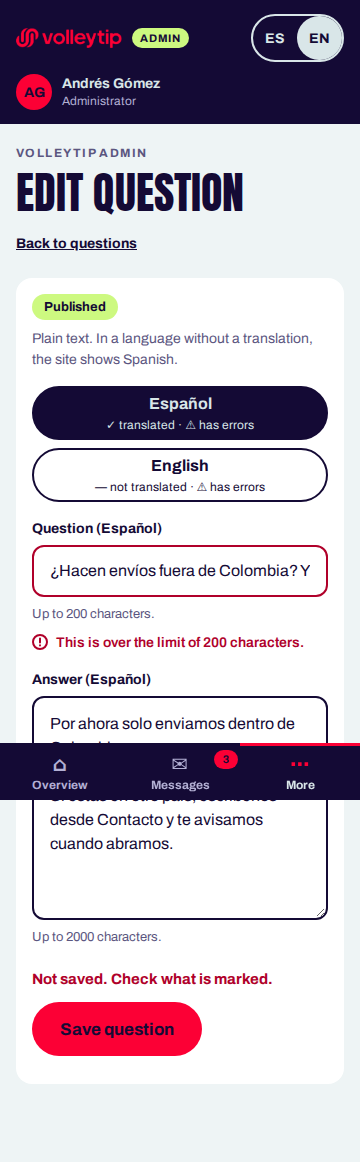 volleytip ADMIN ES EN
AG Andrés Gómez
Administrator
VOLLEYTIP ADMIN
EDIT QUESTION
Back to questions
Published
Plain text. In a language without a translation,
the site shows Spanish.
Español
✓ translated · ⚠ has errors
English
— not translated · ⚠ has errors
Question (Español)
¿Hacen envíos fuera de Colombia? Y
Up to 200 characters.
This is over the limit of 200 characters.
Answer (Español)
Por ahora solo enviamos dentro de
Overview Messages 3 More
desde Contacto y te avisamos
cuando abramos.
Up to 2000 characters.
Not saved. Check what is marked.
Save question